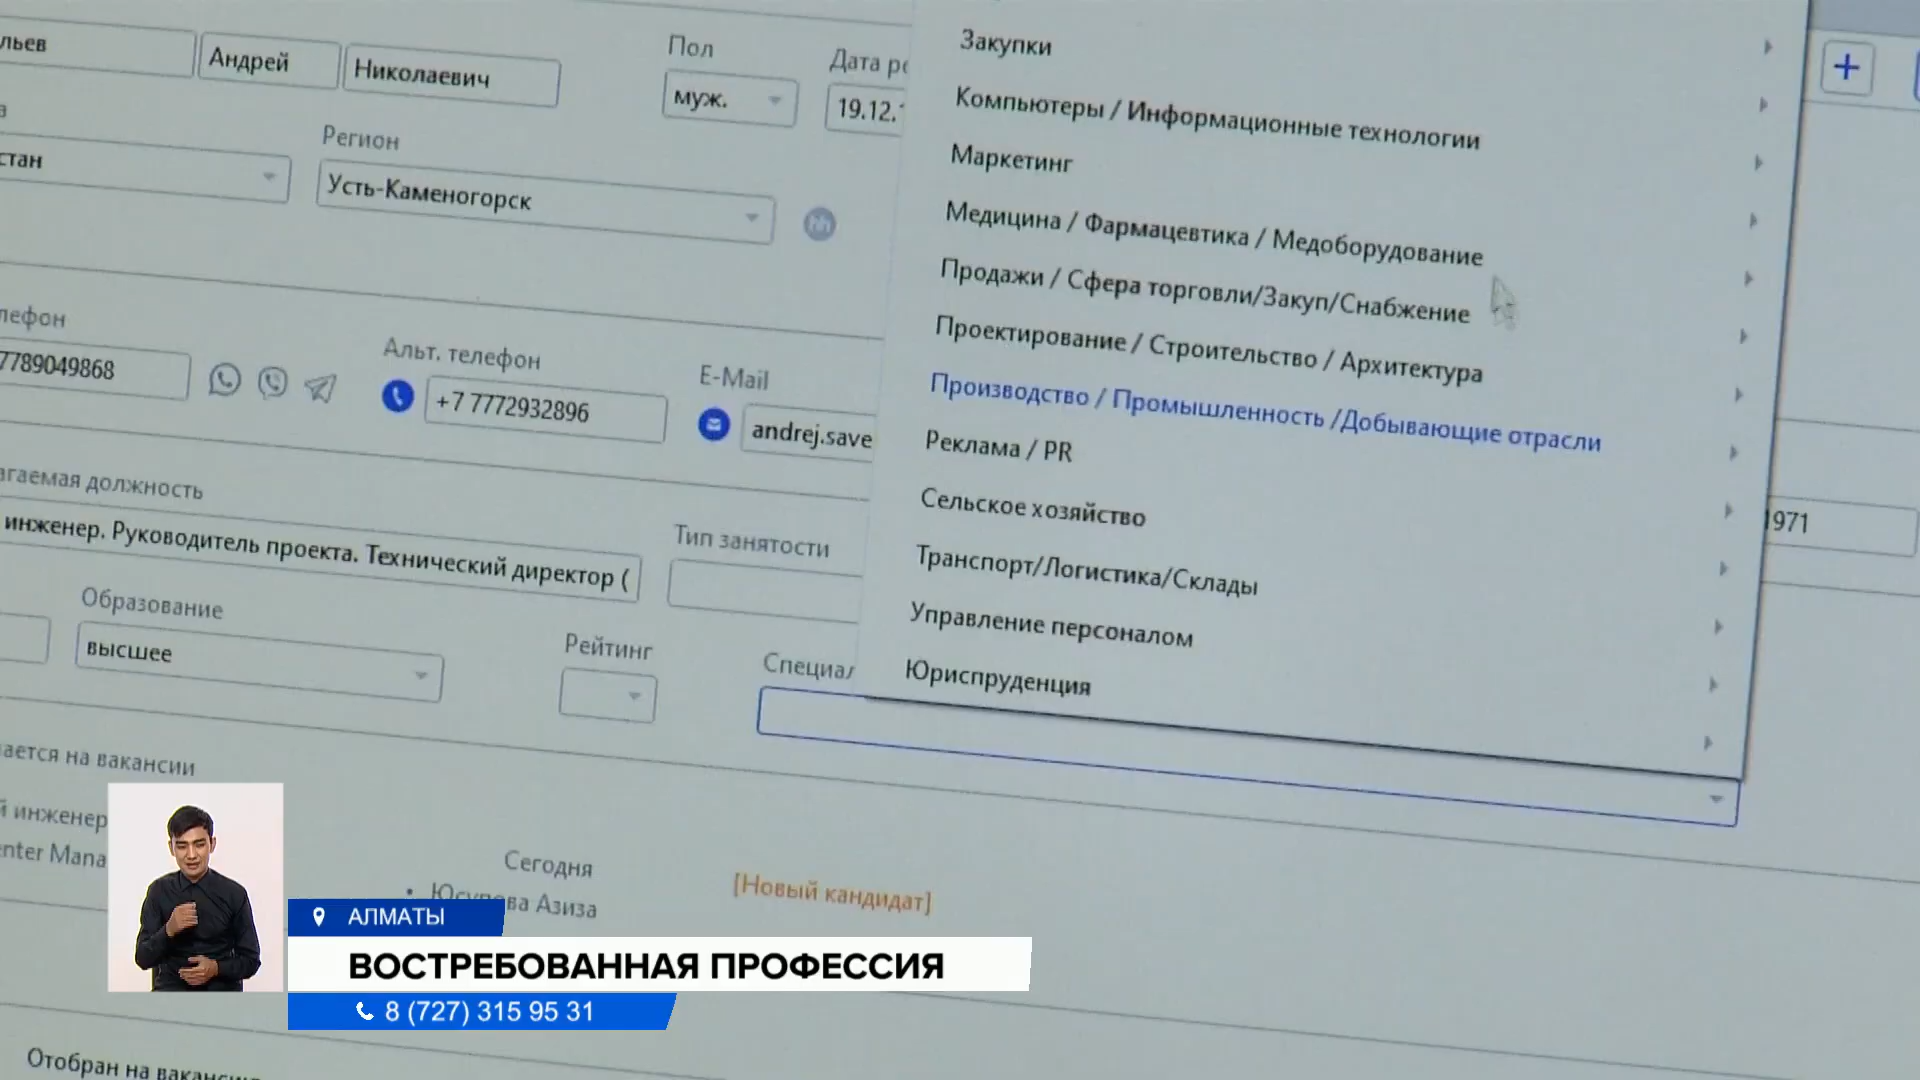 льев
Андрей
Николаевич
Пол
муж.
Дата р
19.12.
стан
Регион
Усть-Каменогорск
лефон
7789049868
Альт. телефон
+7 7772932896
E-Mail
andrej.save
агаемая должность
инженер. Руководитель проекта. Технический директор (
Тип занятости
1971
Образование
высшее
Рейтинг
Специал
Закупки
Компьютеры / Информационные технологии
Маркетинг
Медицина / Фармацевтика / Медоборудование
Продажи / Сфера торговли/Закуп/Снабжение
Проектирование / Строительство / Архитектура
Производство / Промышленность /Добывающие отрасли
Реклама / PR
Сельское хозяйство
Транспорт/Логистика/Склады
Управление персоналом
Юриспруденция
ается на вакансии
й инженер
enter Mana
Сегодня
• Юсупова Азиза
[Новый кандидат]
АЛМАТЫ
ВОСТРЕБОВАННАЯ ПРОФЕССИЯ
8 (727) 315 95 31
Отобран на